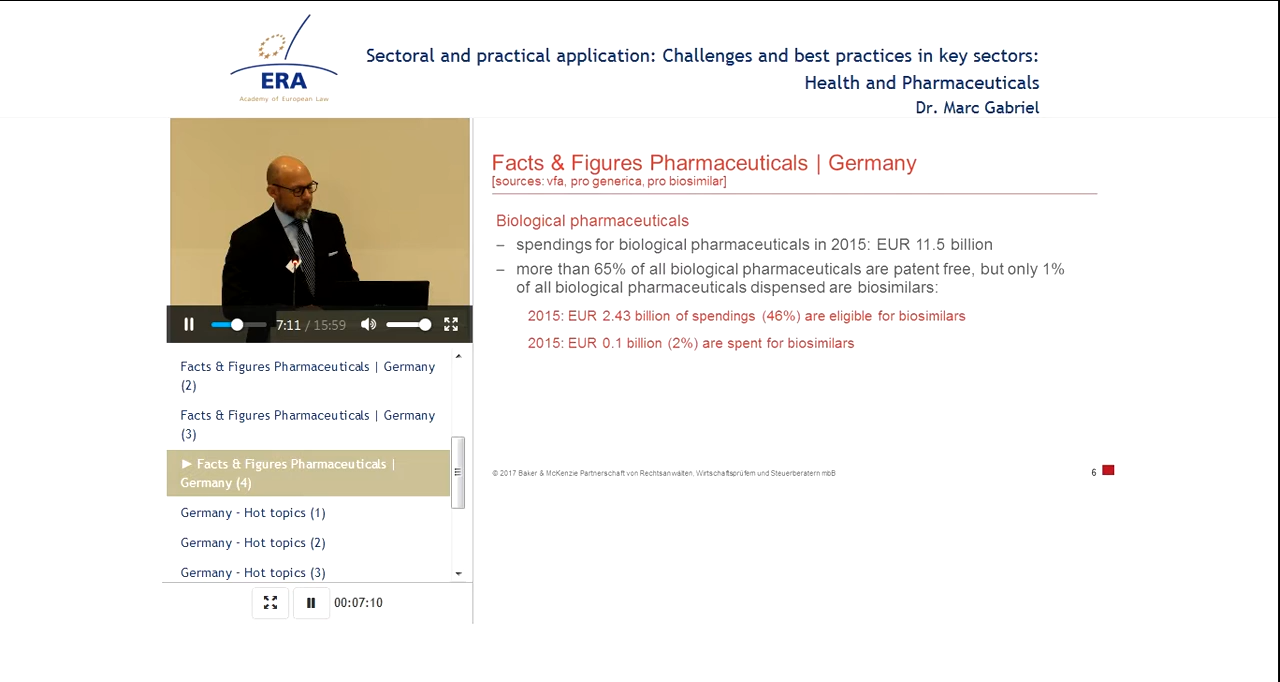 Sectoral and practical application: Challenges and best practices in key sectors:
Health and Pharmaceuticals
Dr. Marc Gabriel
ERA
Academy of European Law
7:11 / 15:59
Facts & Figures Pharmaceuticals | Germany
(2)
Facts & Figures Pharmaceuticals | Germany
(3)
► Facts & Figures Pharmaceuticals |
Germany (4)
Germany - Hot topics (1)
Germany - Hot topics (2)
Germany - Hot topics (3)
00:07:10
Facts & Figures Pharmaceuticals | Germany
[sources: vfa, pro generica, pro biosimilar]
Biological pharmaceuticals
– spendings for biological pharmaceuticals in 2015: EUR 11.5 billion
– more than 65% of all biological pharmaceuticals are patent free, but only 1%
of all biological pharmaceuticals dispensed are biosimilars:
2015: EUR 2.43 billion of spendings (46%) are eligible for biosimilars
2015: EUR 0.1 billion (2%) are spent for biosimilars
© 2017 Baker & McKenzie Partnerschaft von Rechtsanwälten, Wirtschaftsprüfern und Steuerberatern mbB
6